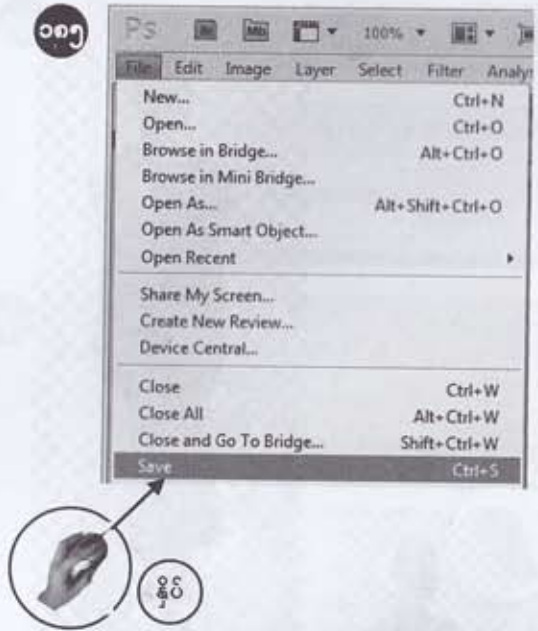 ၁၈၅
Ps Br Mb 100%
File Edit Image Layer Select Filter
New... Ctrl+N
Open... Ctrl+O
Browse in Bridge... Alt+Ctrl+O
Browse in Mini Bridge...
Open As... Alt+Shift+Ctrl+O
Open As Smart Object...
Open Recent
Share My Screen...
Create New Review...
Device Central...
Close Ctrl+W
Close All Alt+Ctrl+W
Close and Go To Bridge... Shift+Ctrl+W
Save Ctrl+S
နှိပ်